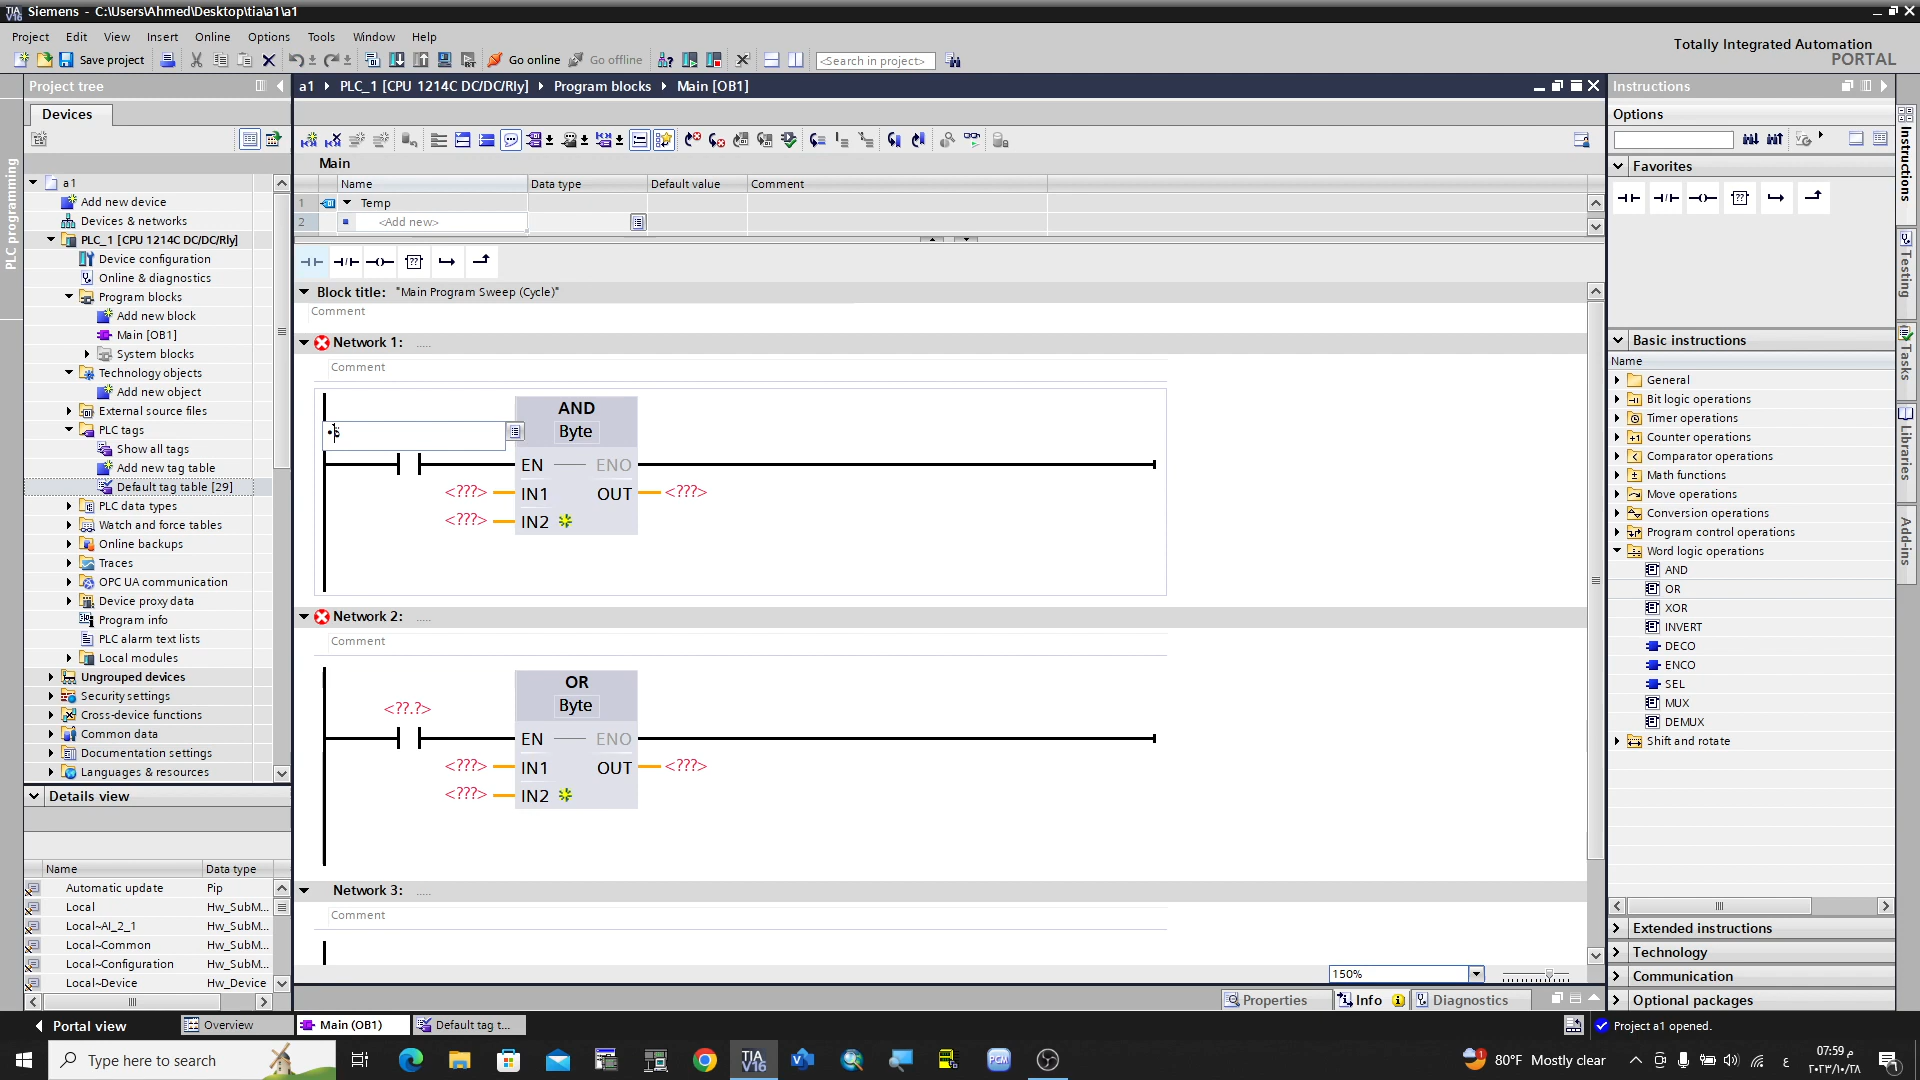 Siemens - C:\Users\Ahmed\Desktop\tia\a1\a1
Project Edit View Insert Online Options Tools Window Help
Totally Integrated Automation
PORTAL
Save project
Go online
Go offline
<Search in project>
Project tree
a1 PLC_1 [CPU 1214C DC/DC/Rly] Program blocks Main [OB1]
Instructions
Devices
Options
PLC programming
a1
Add new device
Devices & networks
PLC_1 [CPU 1214C DC/DC/Rly]
Device configuration
Online & diagnostics
Program blocks
Add new block
Main [OB1]
System blocks
Technology objects
Add new object
External source files
PLC tags
Show all tags
Add new tag table
Default tag table [29]
PLC data types
Watch and force tables
Online backups
Traces
OPC UA communication
Device proxy data
Program info
PLC alarm text lists
Local modules
Ungrouped devices
Security settings
Cross-device functions
Common data
Documentation settings
Languages & resources
Details view
Name Data type
Automatic update Pip
Local Hw_SubM...
Local~AI_2_1 Hw_SubM...
Local~Common Hw_SubM...
Local~Configuration Hw_SubM...
Local~Device Hw_Device
Main
Name Data type Default value Comment
1 Temp
2 <Add new>
Block title: "Main Program Sweep (Cycle)"
Comment
Network 1: .....
Comment
AND
Byte
EN ENO
<???> IN1 OUT <???>
<???> IN2
Network 2: .....
Comment
OR
Byte
<??.?>
EN ENO
<???> IN1 OUT <???>
<???> IN2
Network 3: .....
Comment
150%
Properties Info Diagnostics
Favorites
Basic instructions
Name
General
Bit logic operations
Timer operations
Counter operations
Comparator operations
Math functions
Move operations
Conversion operations
Program control operations
Word logic operations
AND
OR
XOR
INVERT
DECO
ENCO
SEL
MUX
DEMUX
Shift and rotate
Extended instructions
Technology
Communication
Optional packages
Instructions
Testing
Tasks
Libraries
Add-ins
Portal view Overview Main (OB1) Default tag t...
Project a1 opened.
Type here to search
TIA
V16
PCM
80°F Mostly clear
ع
07:59 م
٢٠٢٣/١٠/٢٨